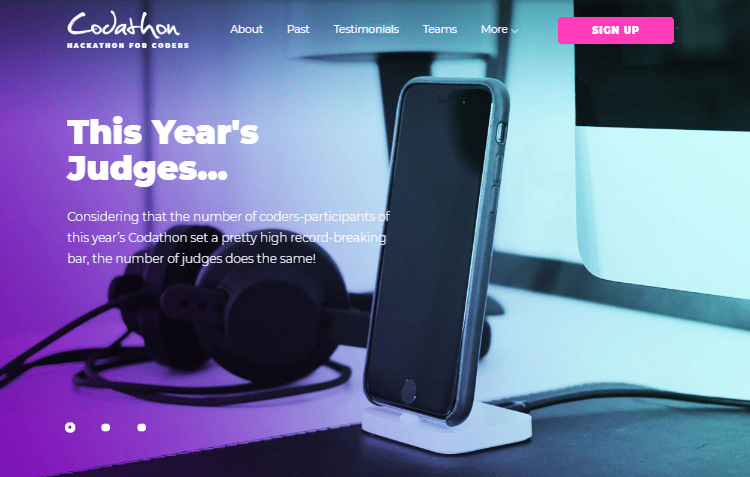 Codathon
HACKATHON FOR CODERS
About Past Testimonials Teams More SIGN UP
This Year's
Judges...
Considering that the number of coders-participants of
this year’s Codathon set a pretty high record-breaking
bar, the number of judges does the same!